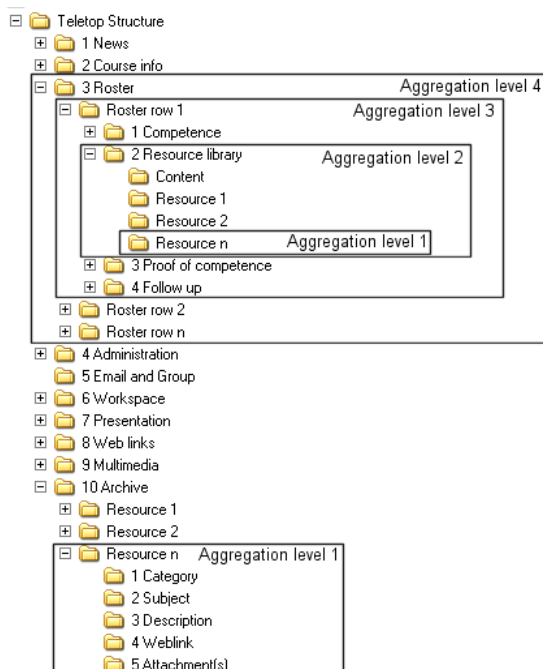 Teletop Structure
1 News
2 Course info
3 Roster Aggregation level 4
Roster row 1 Aggregation level 3
1 Competence
2 Resource library Aggregation level 2
Content
Resource 1
Resource 2
Resource n Aggregation level 1
3 Proof of competence
4 Follow up
Roster row 2
Roster row n
4 Administration
5 Email and Group
6 Workspace
7 Presentation
8 Web links
9 Multimedia
10 Archive
Resource 1
Resource 2
Resource n Aggregation level 1
1 Category
2 Subject
3 Description
4 Weblink
5 Attachment(s)